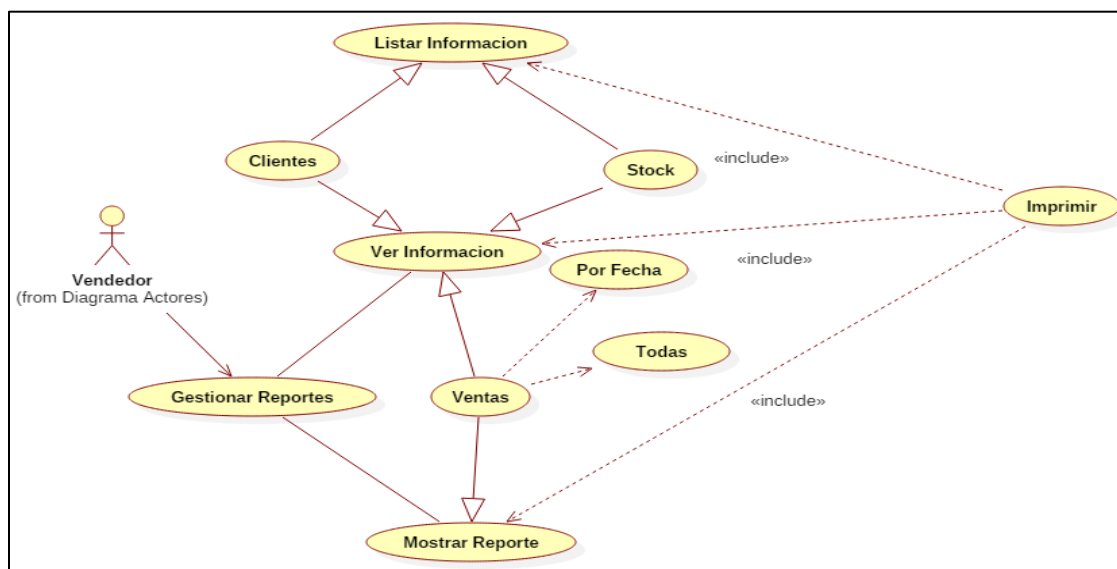 Listar Informacion
Clientes
Stock
«include»
Imprimir
Ver Informacion
«include»
Por Fecha
Vendedor
(from Diagrama Actores)
Todas
Gestionar Reportes
Ventas
«include»
Mostrar Reporte